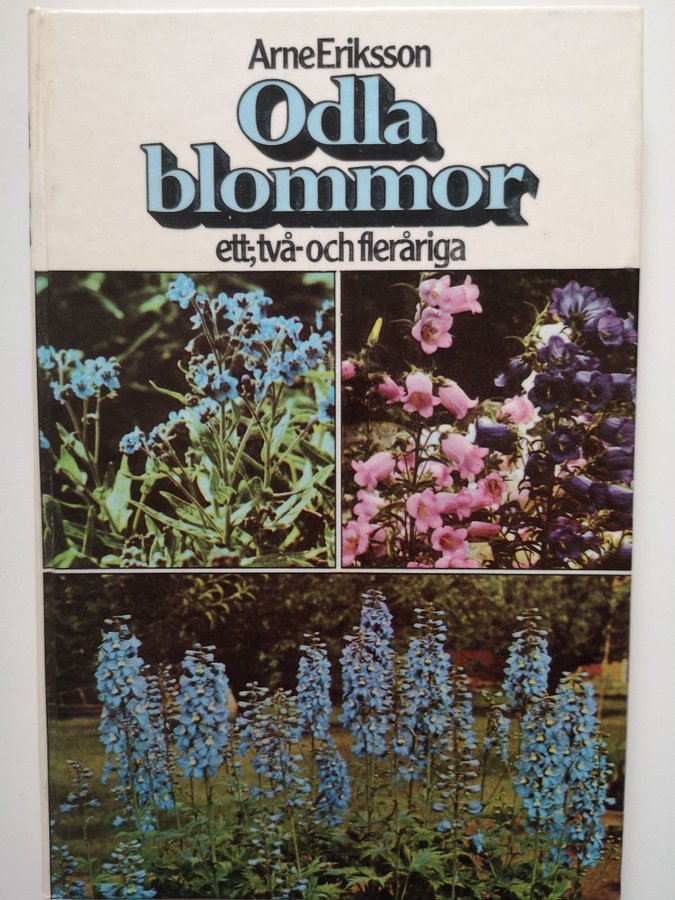 Arne Eriksson
Odla
blommor
ett-, två- och fleråriga